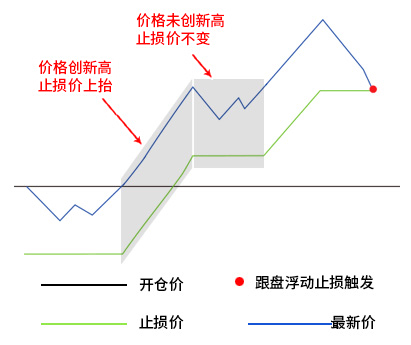 价格未创新高
止损价不变
价格创新高
止损价上抬
开仓价
跟盘浮动止损触发
止损价
最新价